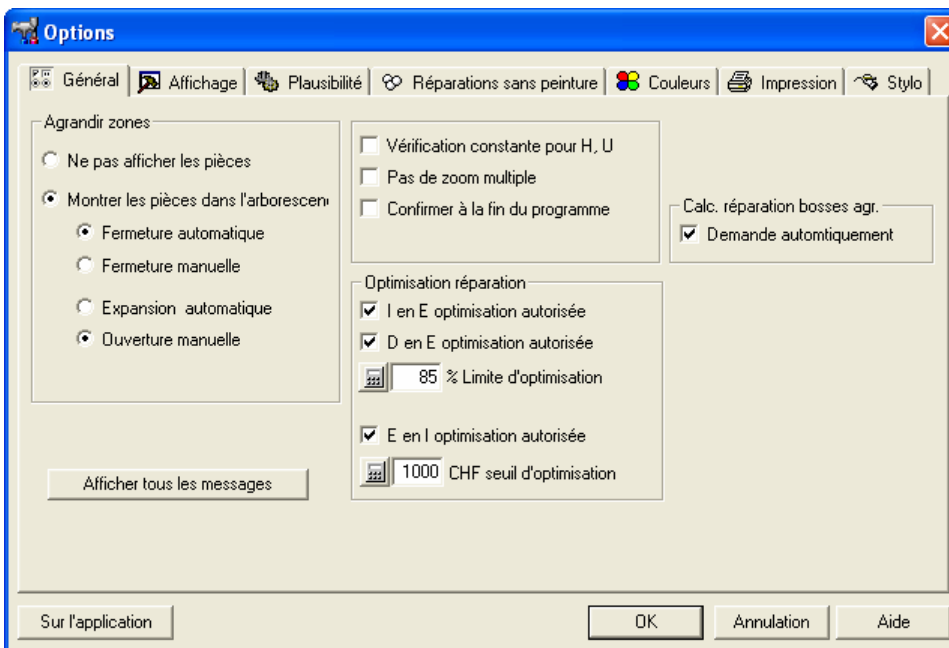 Options
Général Affichage Plausibilité Réparations sans peinture Couleurs Impression Stylo
Agrandir zones
Ne pas afficher les pièces
Montrer les pièces dans l'arborescen
Fermeture automatique
Fermeture manuelle
Expansion automatique
Ouverture manuelle
Afficher tous les messages
Vérification constante pour H, U
Pas de zoom multiple
Confirmer à la fin du programme
Optimisation réparation
I en E optimisation autorisée
D en E optimisation autorisée
85 % Limite d'optimisation
E en I optimisation autorisée
1000 CHF seuil d'optimisation
Calc. réparation bosses agr.
Demande automtiquement
Sur l'application OK Annulation Aide